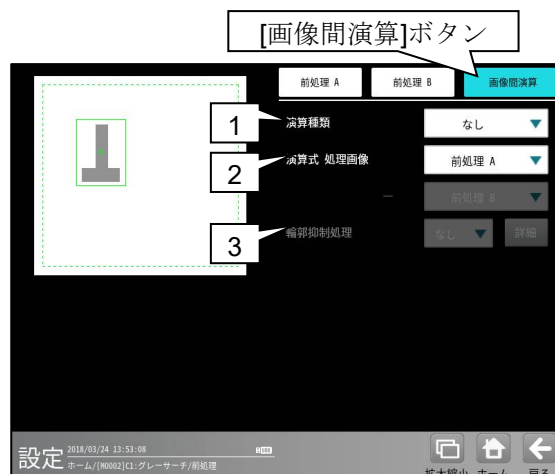 [画像間演算]ボタン
前処理 A 前処理 B 画像間演算
1 演算種類 なし
2 演算式 処理画像 前処理 A
－ 前処理 B
3 輪郭抑制処理 なし 詳細
設定 2018/03/24 13:53:08
ホーム/[M0002]C1:グレーサーチ/前処理
拡大縮小 ホーム 戻る